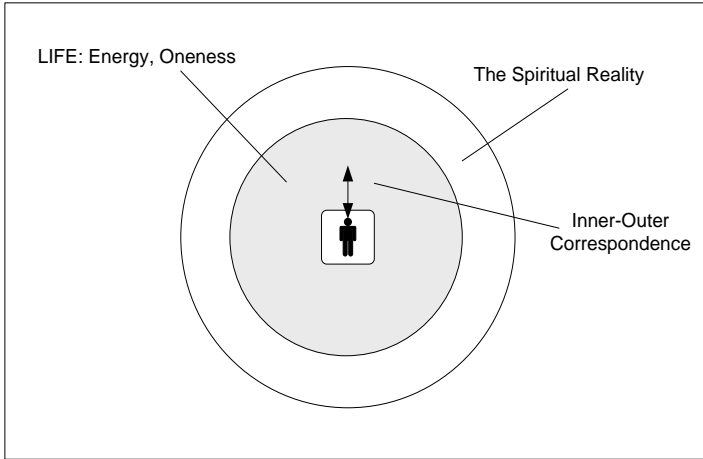 LIFE: Energy, Oneness
The Spiritual Reality
Inner-Outer
Correspondence